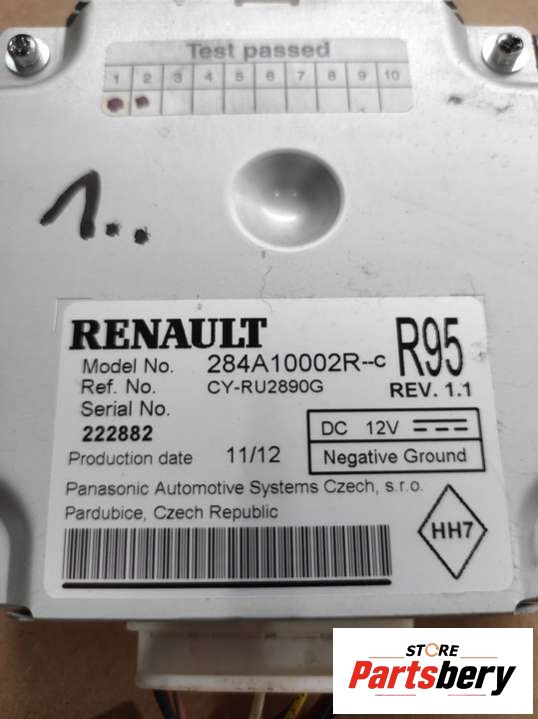 Test passed
1 2 3 4 5 6 7 8 9 10
1..
RENAULT
Model No. 284A10002R--C R95
Ref. No. CY-RU2890G REV. 1.1
Serial No.
222882 DC 12V
Production date 11/12 Negative Ground
Panasonic Automotive Systems Czech, s.r.o.
Pardubice, Czech Republic
HH7
STORE
Partsbery